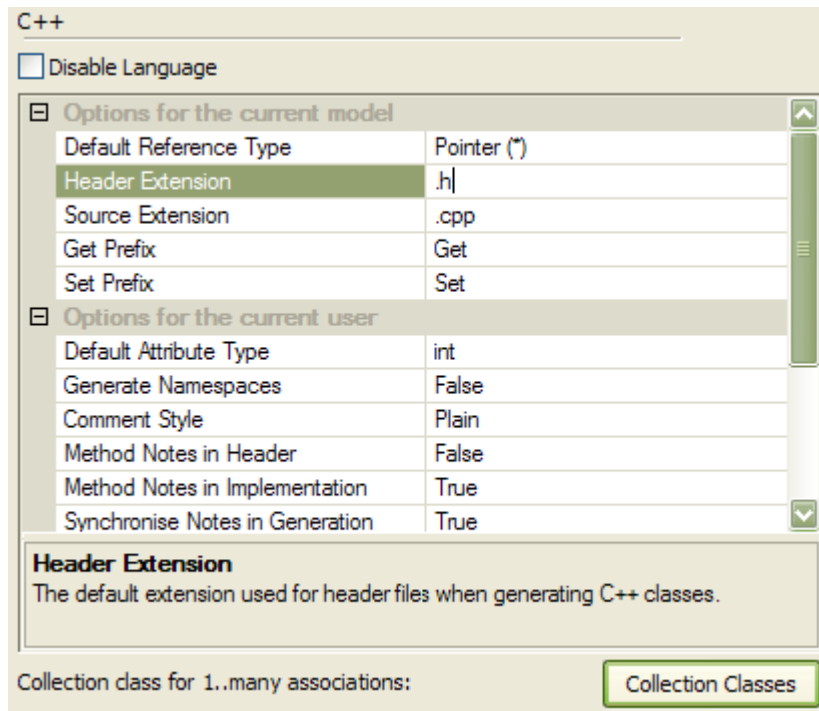 C++
Disable Language
Options for the current model
Default Reference Type Pointer (*)
Header Extension .h
Source Extension .cpp
Get Prefix Get
Set Prefix Set
Options for the current user
Default Attribute Type int
Generate Namespaces False
Comment Style Plain
Method Notes in Header False
Method Notes in Implementation True
Synchronise Notes in Generation True
Header Extension
The default extension used for header files when generating C++ classes.
Collection class for 1..many associations: Collection Classes